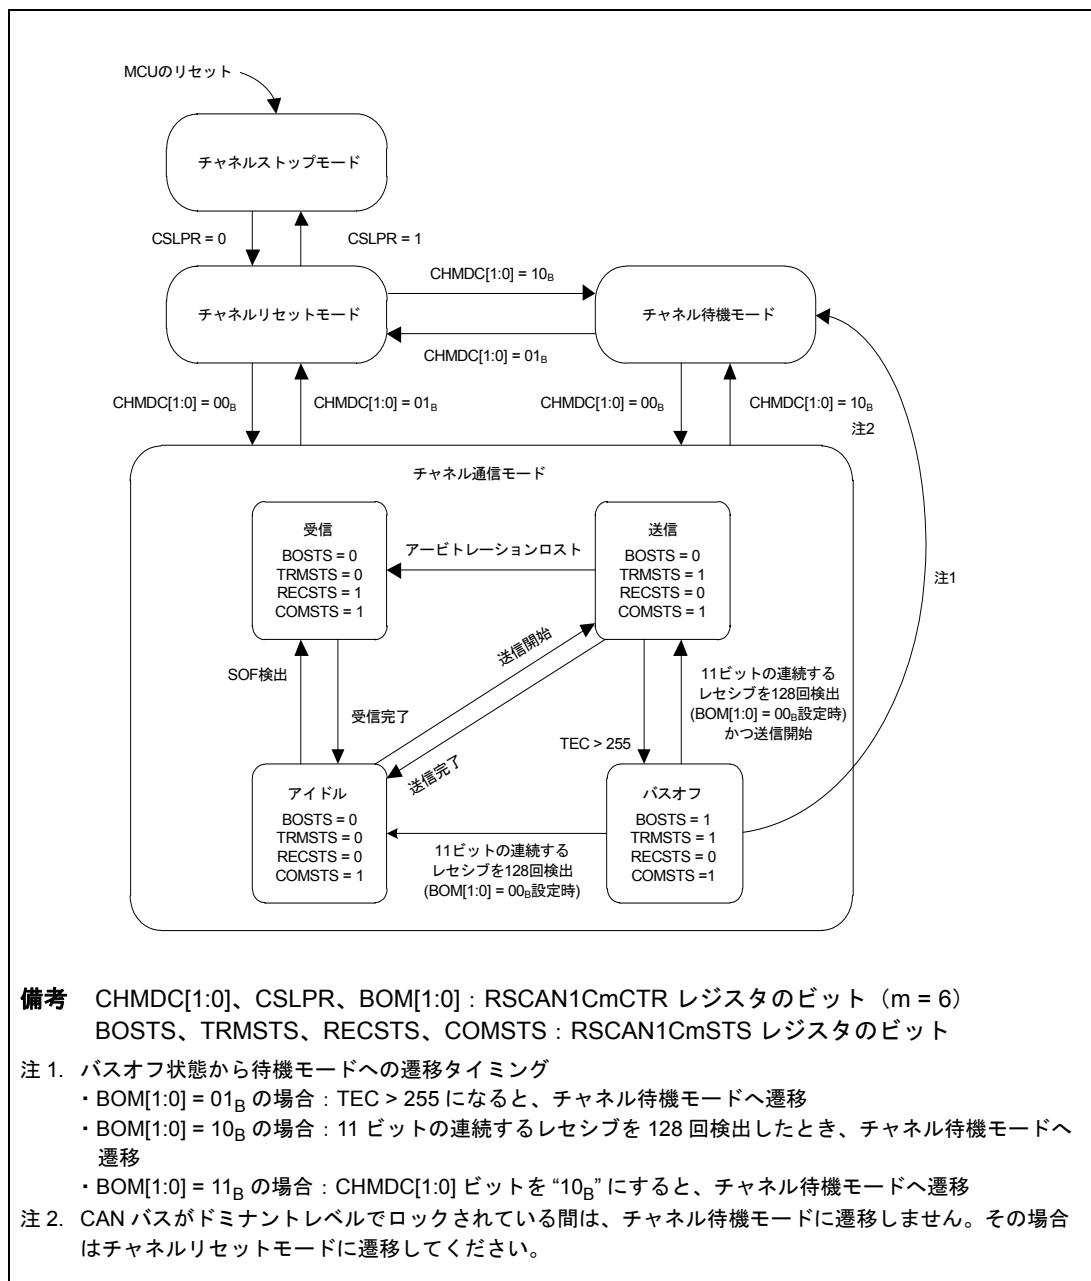 MCUのリセット
チャネルストップモード
CSLPR = 0
CSLPR = 1
CHMDC[1:0] = 10B
チャネルリセットモード
チャネル待機モード
CHMDC[1:0] = 01B
CHMDC[1:0] = 00B
CHMDC[1:0] = 01B
CHMDC[1:0] = 00B
CHMDC[1:0] = 10B
注2
チャネル通信モード
受信
BOSTS = 0
TRMSTS = 0
RECSTS = 1
COMSTS = 1
アービトレーションロスト
送信
BOSTS = 0
TRMSTS = 1
RECSTS = 0
COMSTS = 1
注1
SOF検出
受信完了
送信開始
送信完了
TEC > 255
11ビットの連続する
レセシブを128回検出
(BOM[1:0] = 00B設定時)
かつ送信開始
アイドル
BOSTS = 0
TRMSTS = 0
RECSTS = 0
COMSTS = 1
11ビットの連続する
レセシブを128回検出
(BOM[1:0] = 00B設定時)
バスオフ
BOSTS = 1
TRMSTS = 1
RECSTS = 0
COMSTS =1
備考 CHMDC[1:0]、CSLPR、BOM[1:0]：RSCAN1CmCTR レジスタのビット（m = 6）
BOSTS、TRMSTS、RECSTS、COMSTS：RSCAN1CmSTS レジスタのビット
注 1. バスオフ状態から待機モードへの遷移タイミング
・BOM[1:0] = 01B の場合：TEC > 255 になると、チャネル待機モードへ遷移
・BOM[1:0] = 10B の場合：11 ビットの連続するレセシブを 128 回検出したとき、チャネル待機モードへ
遷移
・BOM[1:0] = 11B の場合：CHMDC[1:0] ビットを “10B” にすると、チャネル待機モードへ遷移
注 2. CAN バスがドミナントレベルでロックされている間は、チャネル待機モードに遷移しません。その場合
はチャネルリセットモードに遷移してください。